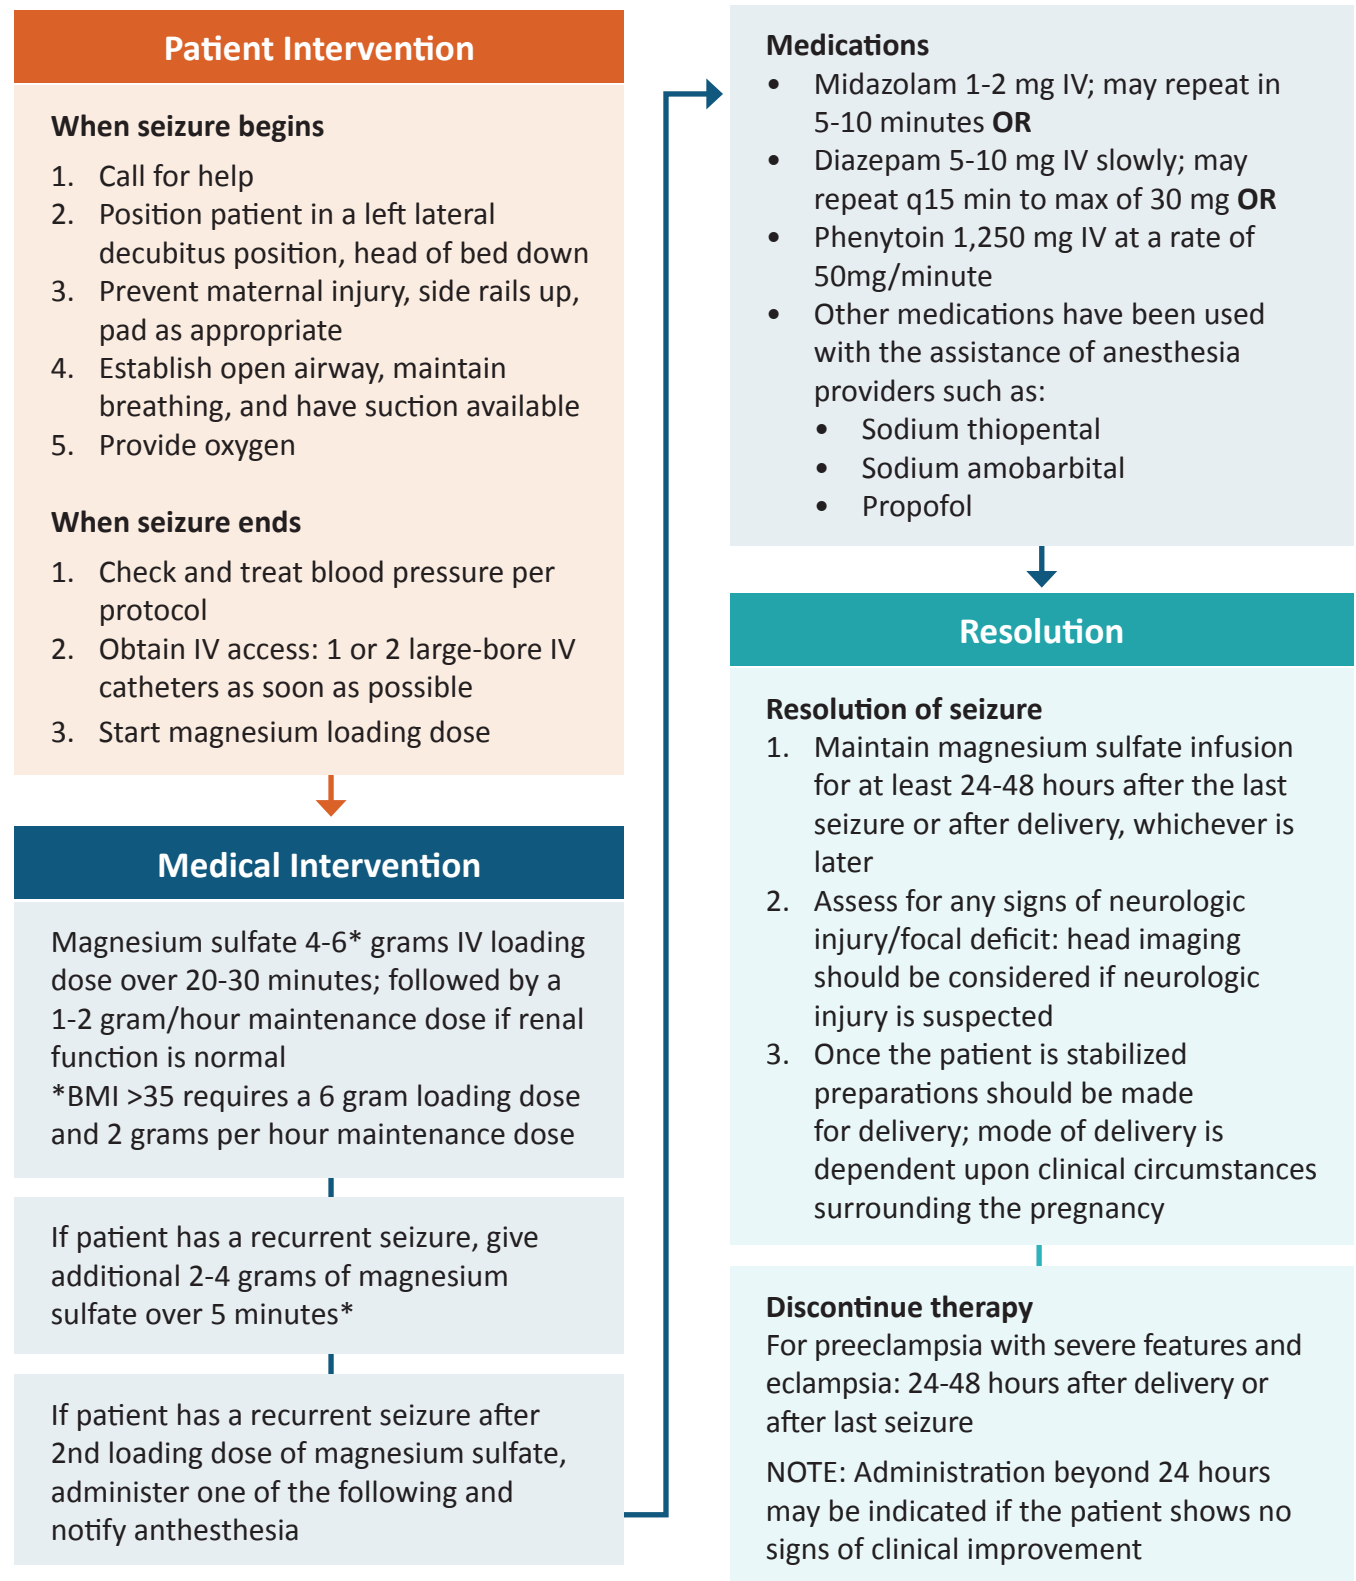 Patient Intervention
When seizure begins
1. Call for help
2. Position patient in a left lateral
decubitus position, head of bed down
3. Prevent maternal injury, side rails up,
pad as appropriate
4. Establish open airway, maintain
breathing, and have suction available
5. Provide oxygen
When seizure ends
1. Check and treat blood pressure per
protocol
2. Obtain IV access: 1 or 2 large-bore IV
catheters as soon as possible
3. Start magnesium loading dose
Medical Intervention
Magnesium sulfate 4-6* grams IV loading
dose over 20-30 minutes; followed by a
1-2 gram/hour maintenance dose if renal
function is normal
*BMI >35 requires a 6 gram loading dose
and 2 grams per hour maintenance dose
If patient has a recurrent seizure, give
additional 2-4 grams of magnesium
sulfate over 5 minutes*
If patient has a recurrent seizure after
2nd loading dose of magnesium sulfate,
administer one of the following and
notify anthesthesia
Medications
• Midazolam 1-2 mg IV; may repeat in
5-10 minutes OR
• Diazepam 5-10 mg IV slowly; may
repeat q15 min to max of 30 mg OR
• Phenytoin 1,250 mg IV at a rate of
50mg/minute
• Other medications have been used
with the assistance of anesthesia
providers such as:
• Sodium thiopental
• Sodium amobarbital
• Propofol
Resolution
Resolution of seizure
1. Maintain magnesium sulfate infusion
for at least 24-48 hours after the last
seizure or after delivery, whichever is
later
2. Assess for any signs of neurologic
injury/focal deficit: head imaging
should be considered if neurologic
injury is suspected
3. Once the patient is stabilized
preparations should be made
for delivery; mode of delivery is
dependent upon clinical circumstances
surrounding the pregnancy
Discontinue therapy
For preeclampsia with severe features and
eclampsia: 24-48 hours after delivery or
after last seizure
NOTE: Administration beyond 24 hours
may be indicated if the patient shows no
signs of clinical improvement